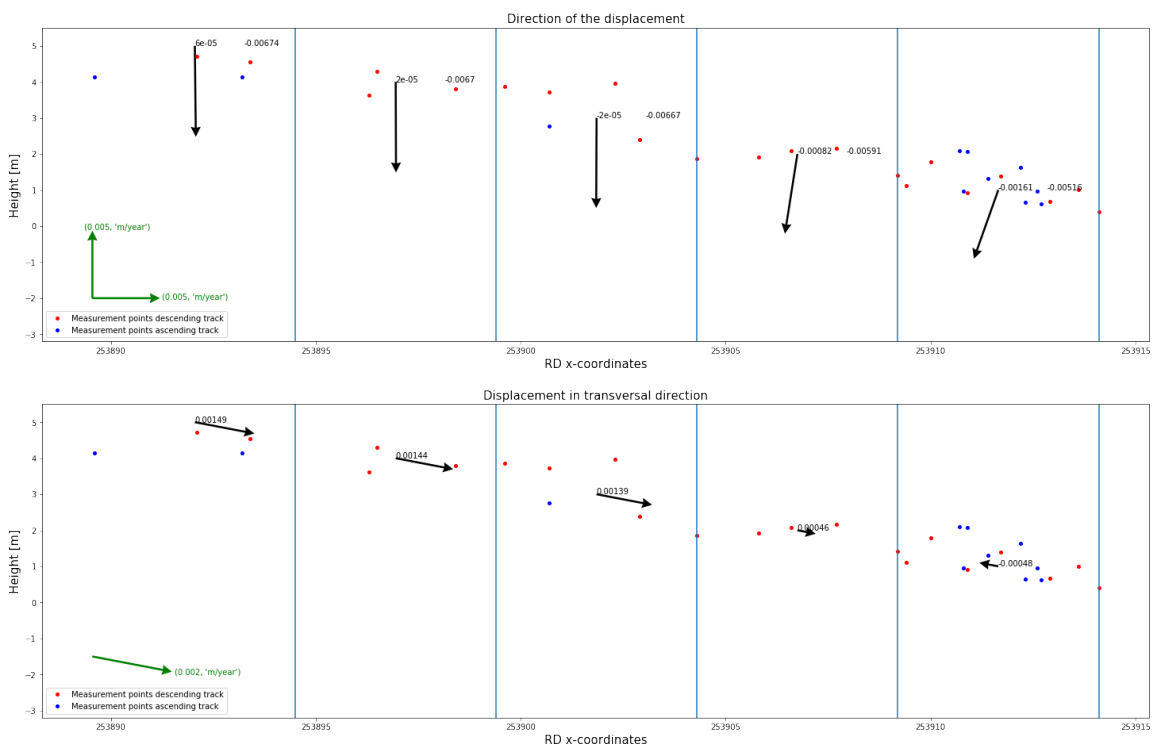 Direction of the displacement
Height [m]
5
4
3
2
1
0
−1
−2
−3
6e-05 -0.00674
2e-05 -0.0067
-2e-05 -0.00667
-0.00082 -0.00591
-0.00161 -0.00516
(0.005, 'm/year')
(0.005, 'm/year')
Measurement points descending track
Measurement points ascending track
253890 253895 253900 253905 253910 253915
RD x-coordinates
Displacement in transversal direction
Height [m]
5
4
3
2
1
0
−1
−2
−3
0.00149
0.00144
0.00139
0.00046
-0.00048
(0.002, 'm/year')
Measurement points descending track
Measurement points ascending track
253890 253895 253900 253905 253910 253915
RD x-coordinates